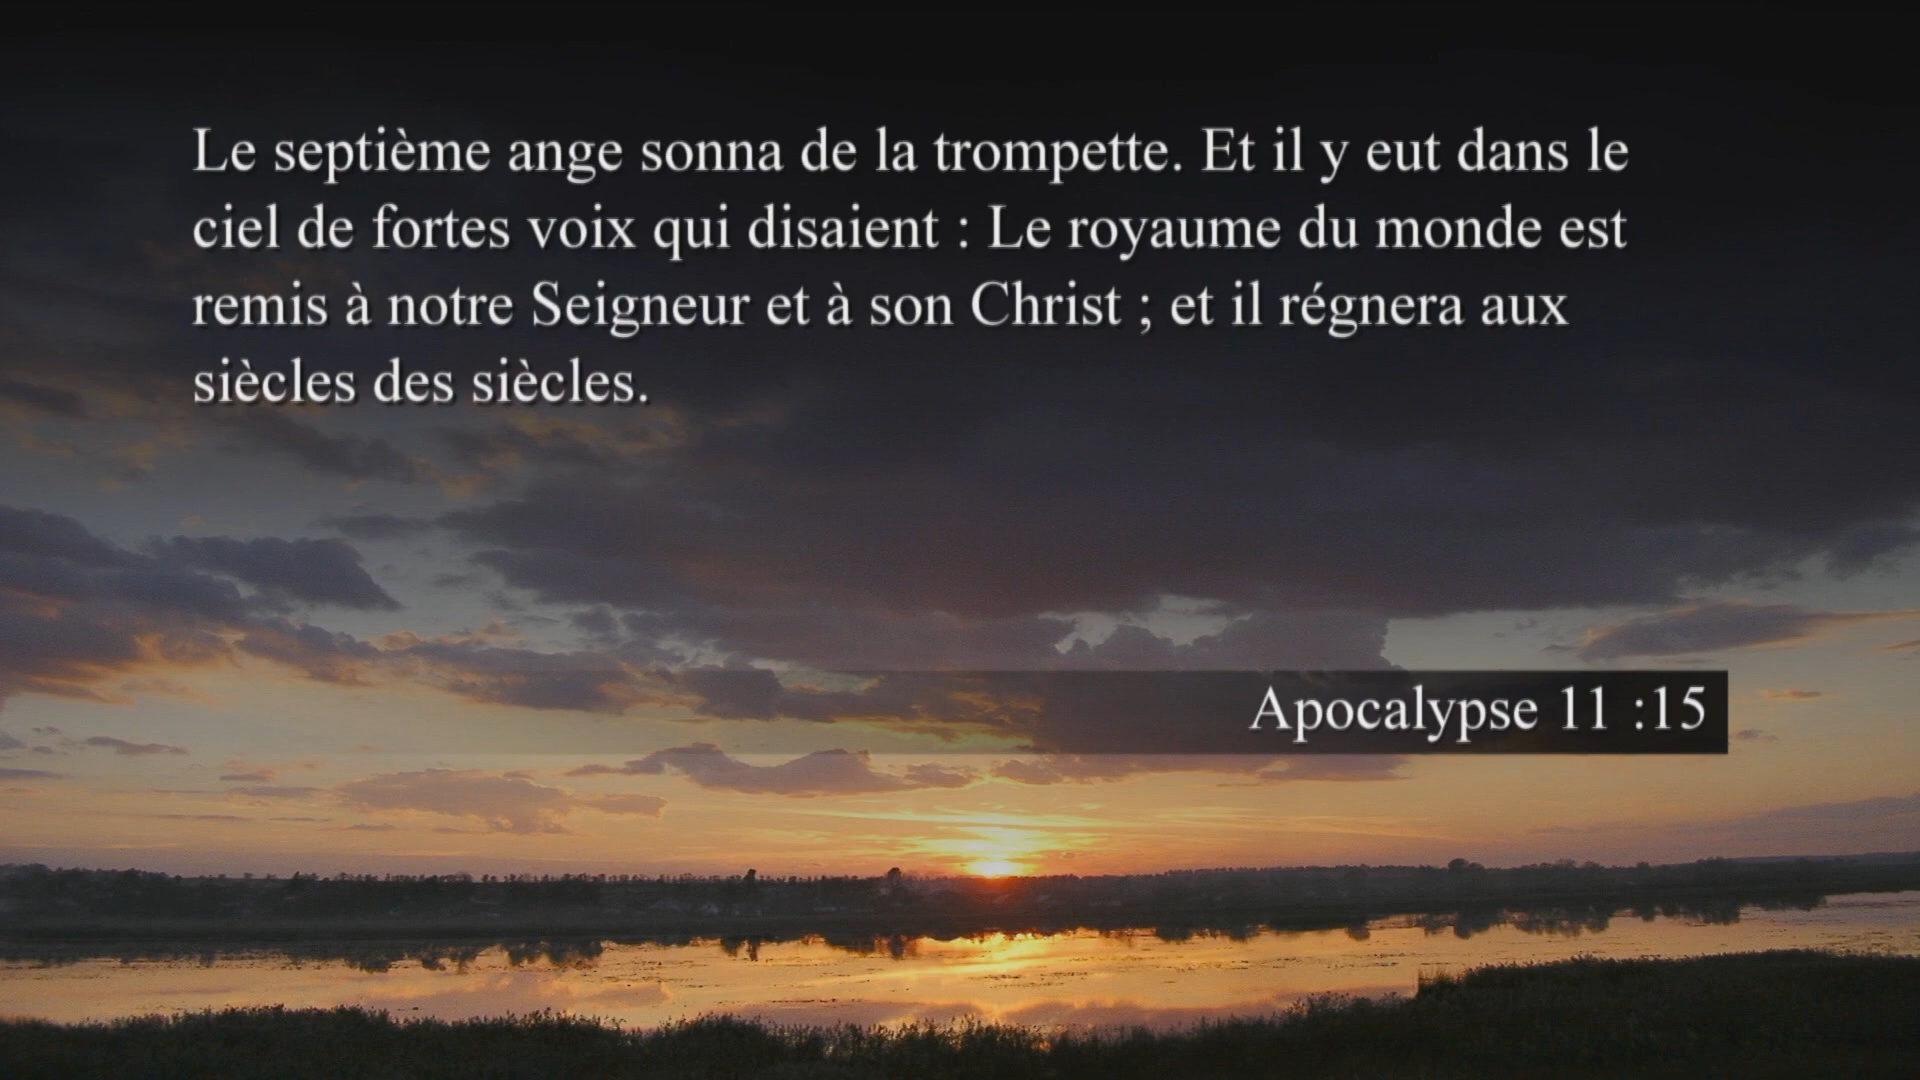 Le septième ange sonna de la trompette. Et il y eut dans le
ciel de fortes voix qui disaient : Le royaume du monde est
remis à notre Seigneur et à son Christ ; et il régnera aux
siècles des siècles.
Apocalypse 11 :15